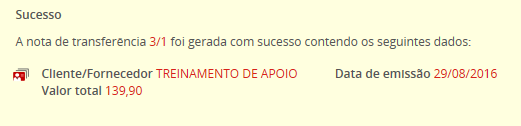 Sucesso
A nota de transferência 3/1 foi gerada com sucesso contendo os seguintes dados:
Cliente/Fornecedor TREINAMENTO DE APOIO Data de emissão 29/08/2016
Valor total 139,90